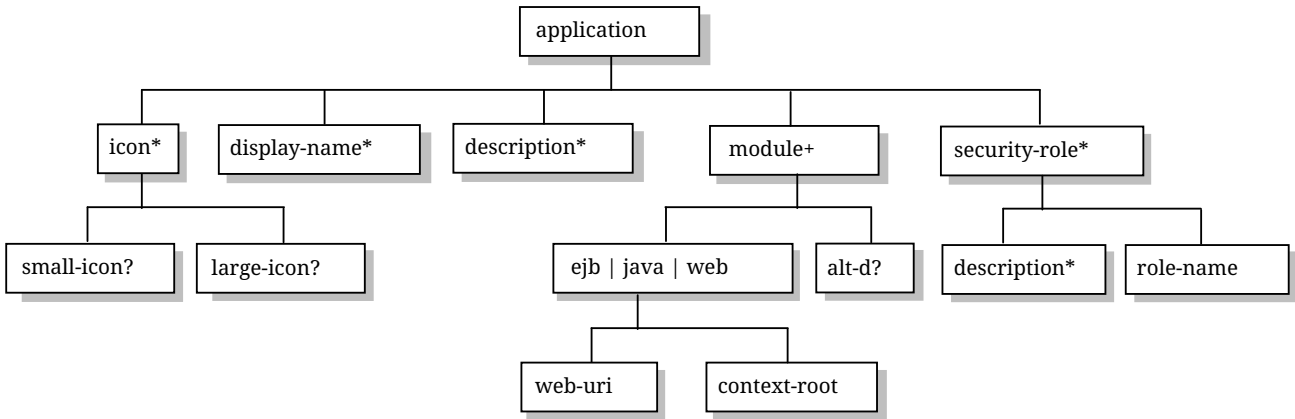 application
icon*
display-name*
description*
module+
security-role*
small-icon?
large-icon?
ejb | java | web
alt-d?
description*
role-name
web-uri
context-root